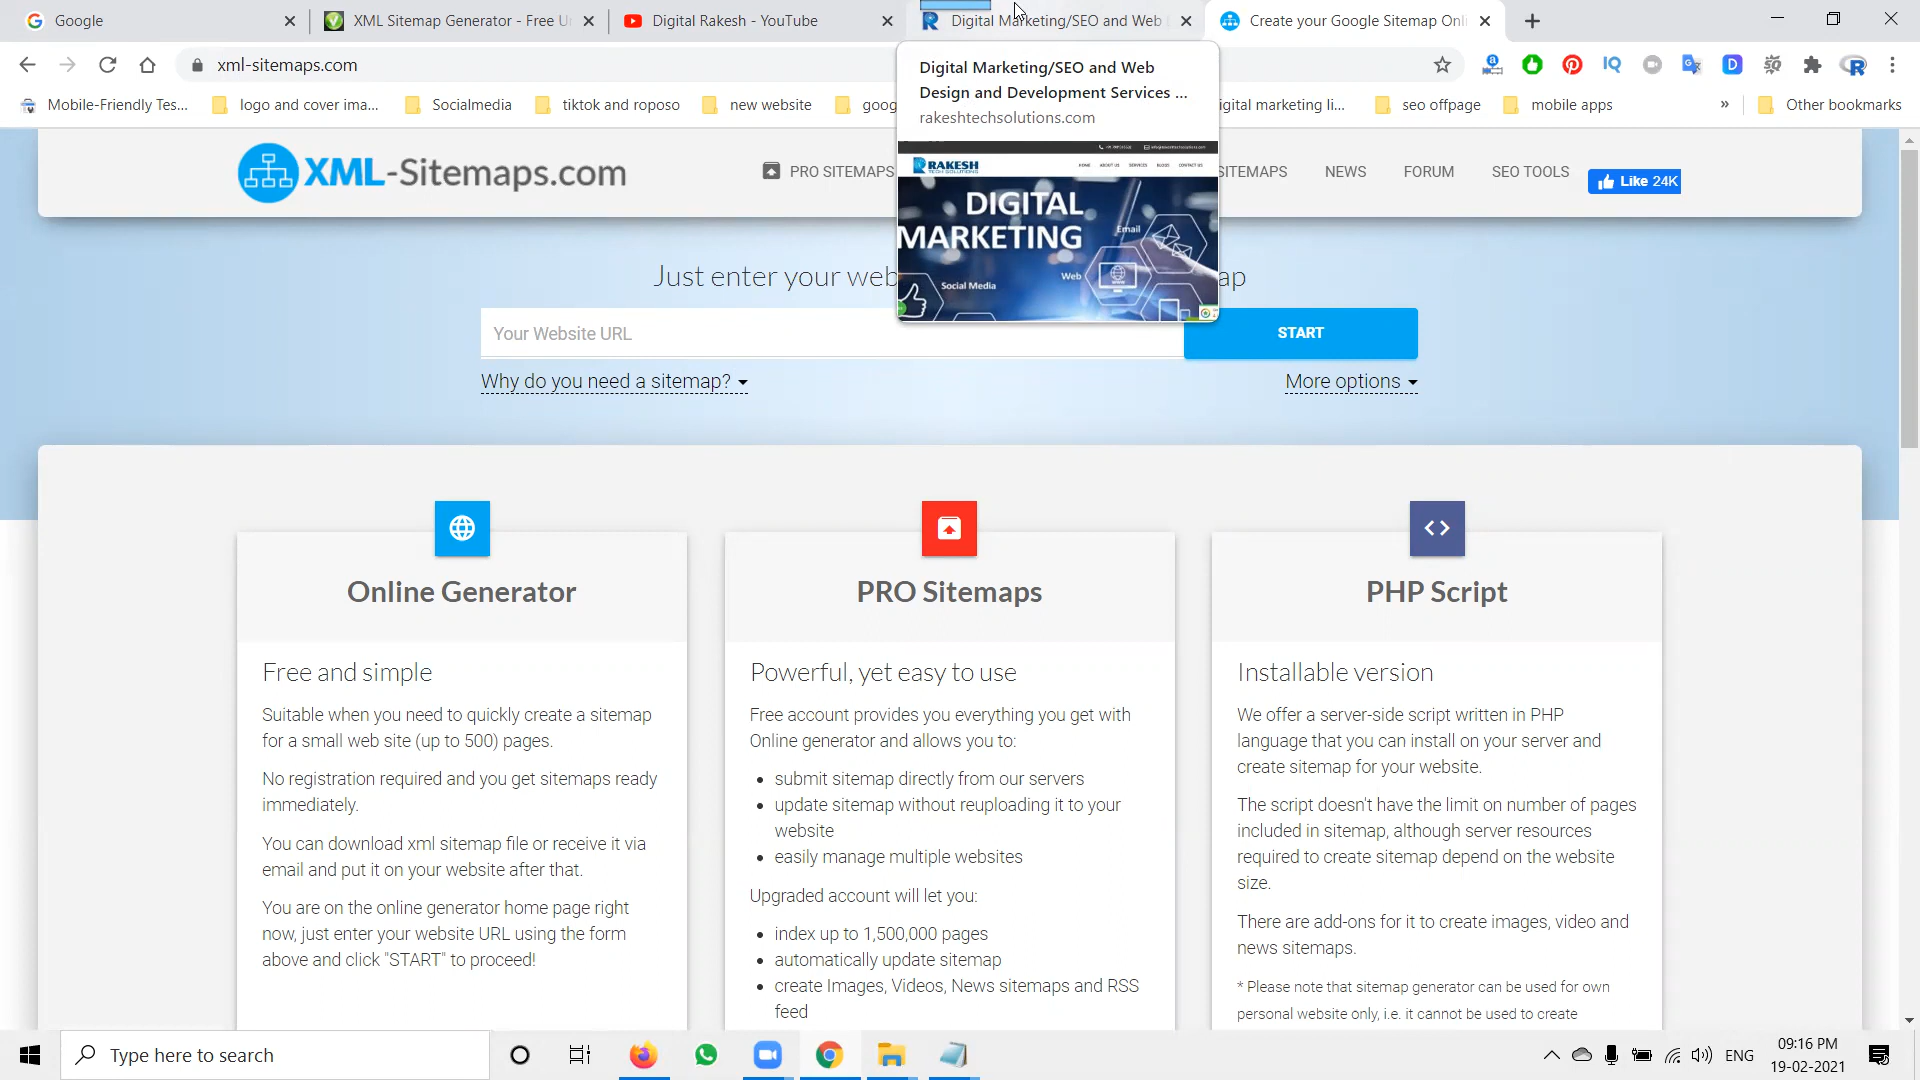 Google
XML Sitemap Generator - Free Un
Digital Rakesh - YouTube
Digital Marketing/SEO and Web
Create your Google Sitemap Onl
xml-sitemaps.com
Mobile-Friendly Tes...
logo and cover ima...
Socialmedia
tiktok and roposo
new website
goog
igital marketing li...
seo offpage
mobile apps
»
Other bookmarks
Digital Marketing/SEO and Web
Design and Development Services ...
rakeshtechsolutions.com
RAKESH
TECH SOLUTIONS
HOME
ABOUT US
SERVICES
BLOGS
CONTACT US
DIGITAL
MARKETING
Email
Web
Social Media
XML-Sitemaps.com
PRO SITEMAPS
SITEMAPS
NEWS
FORUM
SEO TOOLS
Like 24K
Just enter your web
ap
Your Website URL
START
Why do you need a sitemap?
More options
Online Generator
Free and simple
Suitable when you need to quickly create a sitemap
for a small web site (up to 500) pages.
No registration required and you get sitemaps ready
immediately.
You can download xml sitemap file or receive it via
email and put it on your website after that.
You are on the online generator home page right
now, just enter your website URL using the form
above and click "START" to proceed!
PRO Sitemaps
Powerful, yet easy to use
Free account provides you everything you get with
Online generator and allows you to:
• submit sitemap directly from our servers
• update sitemap without reuploading it to your
website
• easily manage multiple websites
Upgraded account will let you:
• index up to 1,500,000 pages
• automatically update sitemap
• create Images, Videos, News sitemaps and RSS
feed
PHP Script
Installable version
We offer a server-side script written in PHP
language that you can install on your server and
create sitemap for your website.
The script doesn't have the limit on number of pages
included in sitemap, although server resources
required to create sitemap depend on the website
size.
There are add-ons for it to create images, video and
news sitemaps.
* Please note that sitemap generator can be used for own
personal website only, i.e. it cannot be used to create
Type here to search
ENG
09:16 PM
19-02-2021